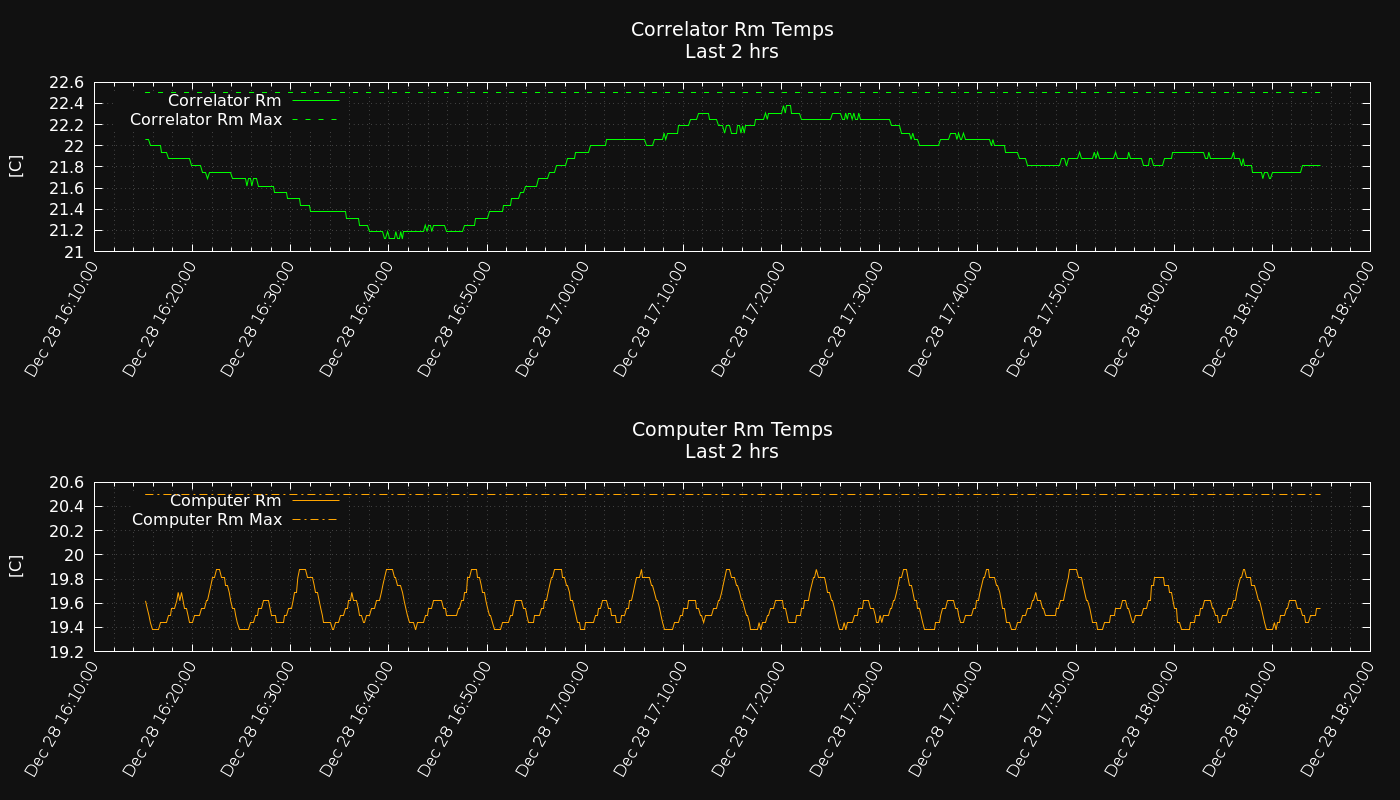 Correlator Rm Temps
Last 2 hrs
22.6
22.4
22.2
22
21.8
21.6
21.4
21.2
21
[C]
Correlator Rm
Correlator Rm Max
Dec 28 16:10:00
Dec 28 16:20:00
Dec 28 16:30:00
Dec 28 16:40:00
Dec 28 16:50:00
Dec 28 17:00:00
Dec 28 17:10:00
Dec 28 17:20:00
Dec 28 17:30:00
Dec 28 17:40:00
Dec 28 17:50:00
Dec 28 18:00:00
Dec 28 18:10:00
Dec 28 18:20:00
Computer Rm Temps
Last 2 hrs
20.6
20.4
20.2
20
19.8
19.6
19.4
19.2
[C]
Computer Rm
Computer Rm Max
Dec 28 16:10:00
Dec 28 16:20:00
Dec 28 16:30:00
Dec 28 16:40:00
Dec 28 16:50:00
Dec 28 17:00:00
Dec 28 17:10:00
Dec 28 17:20:00
Dec 28 17:30:00
Dec 28 17:40:00
Dec 28 17:50:00
Dec 28 18:00:00
Dec 28 18:10:00
Dec 28 18:20:00